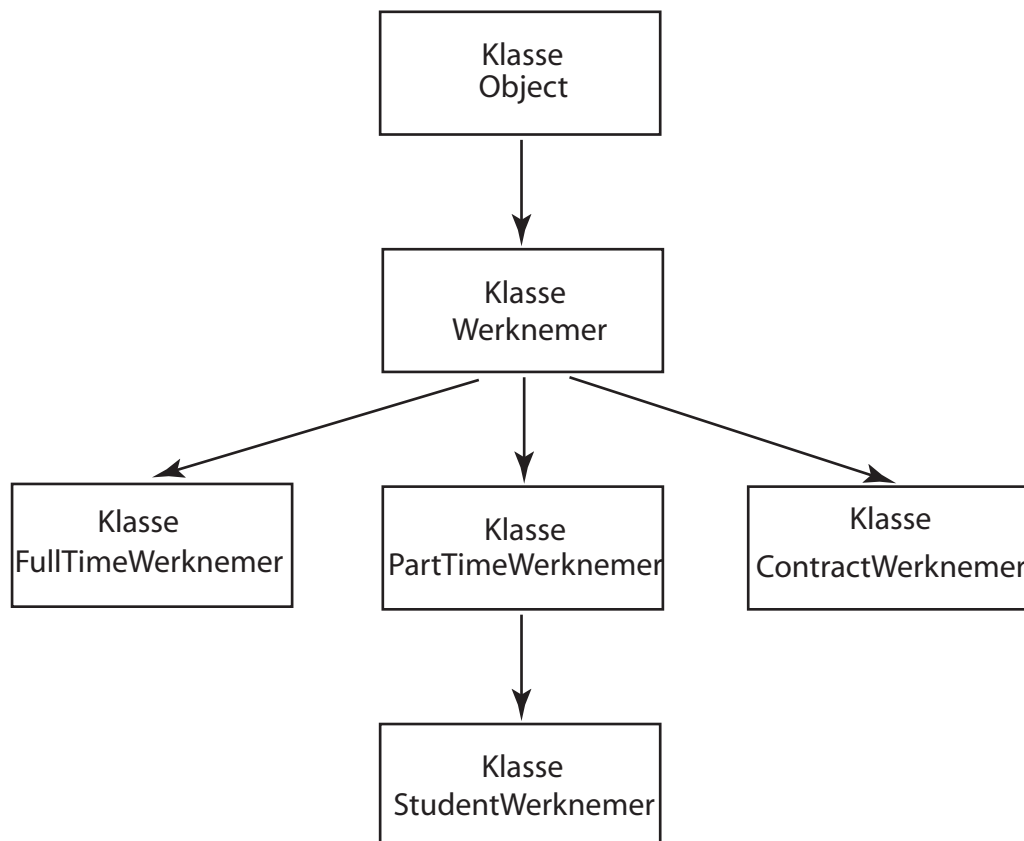 Klasse
Object
Klasse
Werknemer
Klasse
FullTimeWerknemer
Klasse
PartTimeWerknemer
Klasse
ContractWerknemer
Klasse
StudentWerknemer